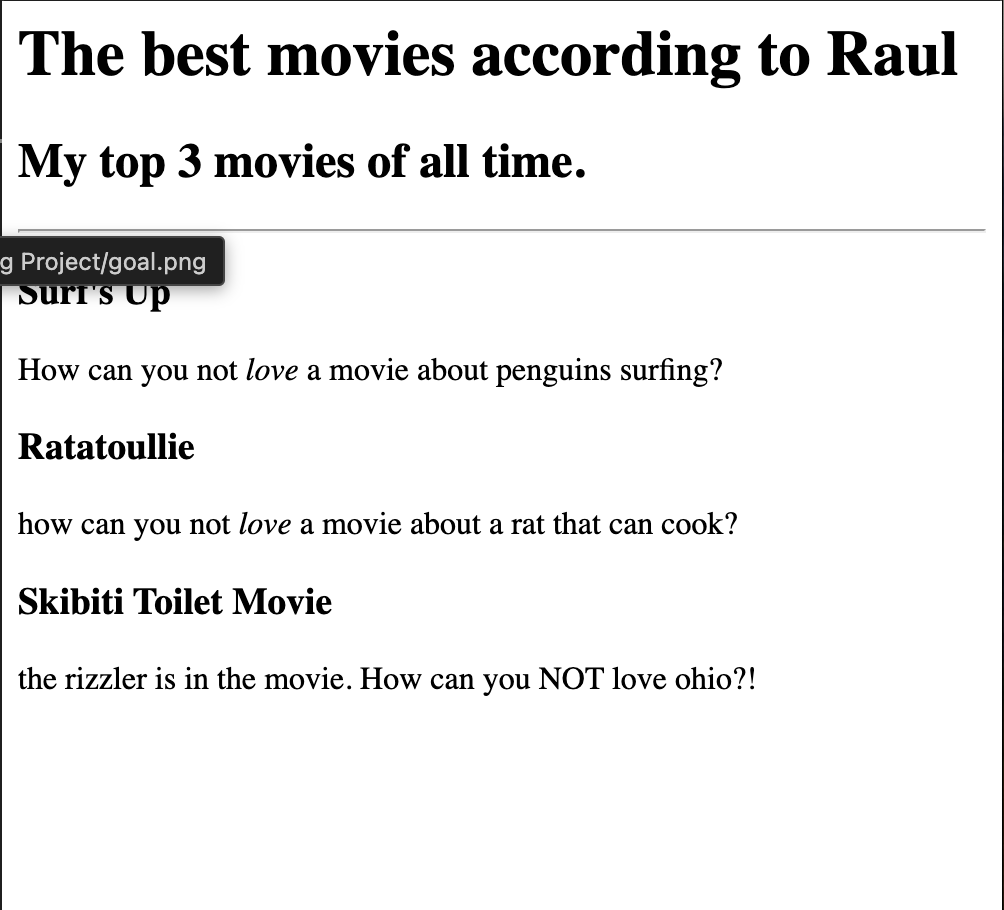 The best movies according to Raul
My top 3 movies of all time.
g Project/goal.png
Surf's Up
How can you not love a movie about penguins surfing?
Ratatoullie
how can you not love a movie about a rat that can cook?
Skibiti Toilet Movie
the rizzler is in the movie. How can you NOT love ohio?!